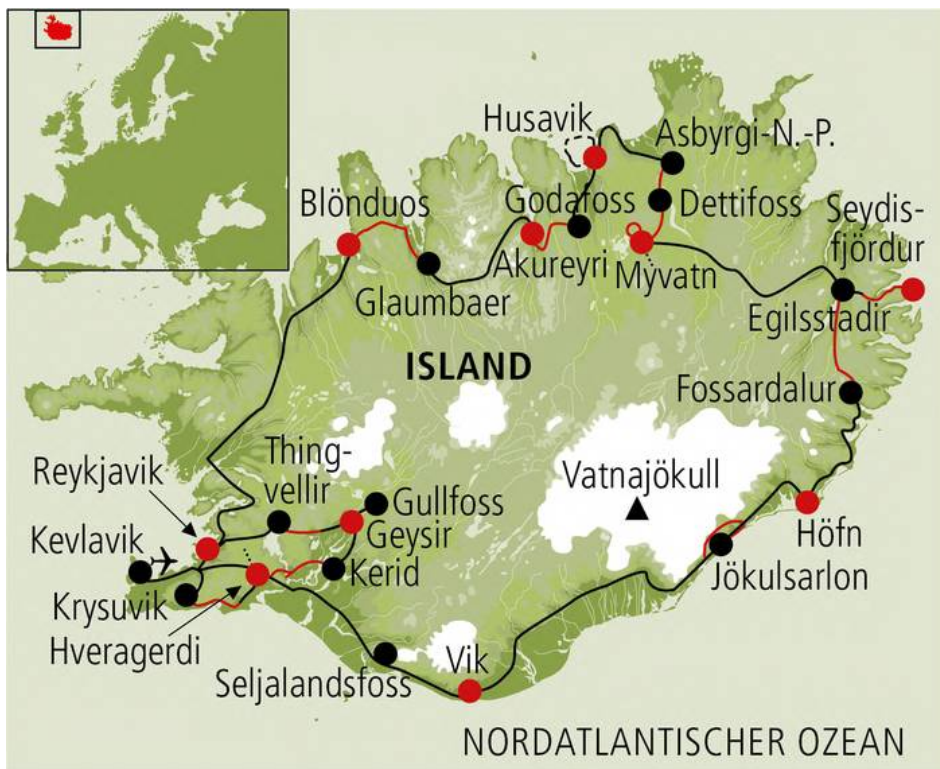 Husavik
Asbyrgi-N.-P.
Blönduos
Godafoss
Dettifoss
Seydis-
fjördur
Akureyri
Myvatn
Glaumbaer
Egilsstadir
ISLAND
Fossardalur
Reykjavik
Thing-
vellir
Gullfoss
Vatnajökull
Kevlavik
Geysir
Höfn
Kerid
Jökulsarlon
Krysuvik
Hveragerdi
Seljalandsfoss
Vik
NORDATLANTISCHER OZEAN